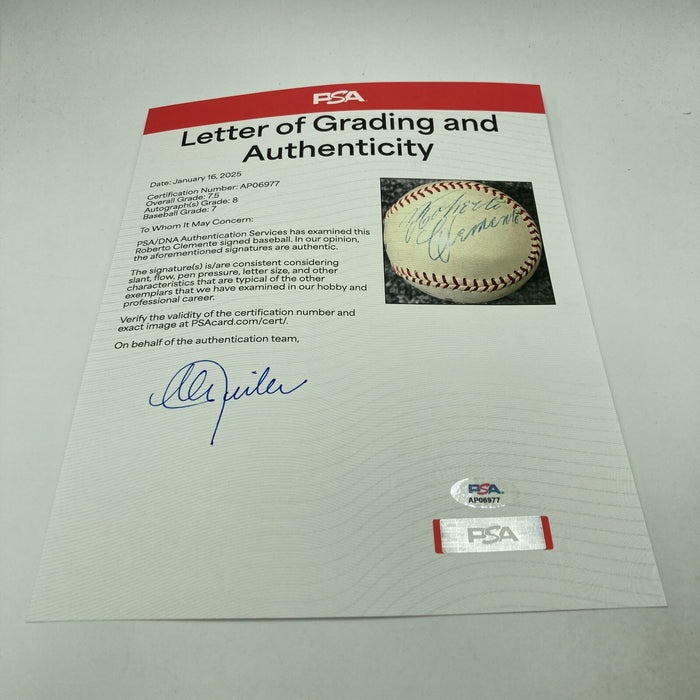 PSA
Letter of Grading and
Authenticity
Date: January 16, 2025
Certification Number: AP06977
Overall Grade: 7.5
Autograph(s) Grade: 8
Baseball Grade: 7
To Whom It May Concern:
PSA/DNA Authentication Services has examined this
Roberto Clemente signed baseball. In our opinion,
the aforementioned signatures are authentic.
The signature(s) is/are consistent considering
slant, flow, pen pressure, letter size, and other
characteristics that are typical of the other
exemplars that we have examined in our hobby and
professional career.
Verify the validity of the certification number and
exact image at PSAcard.com/cert/.
On behalf of the authentication team,
Roberto
Clemente
PSA
AP06977
PSA